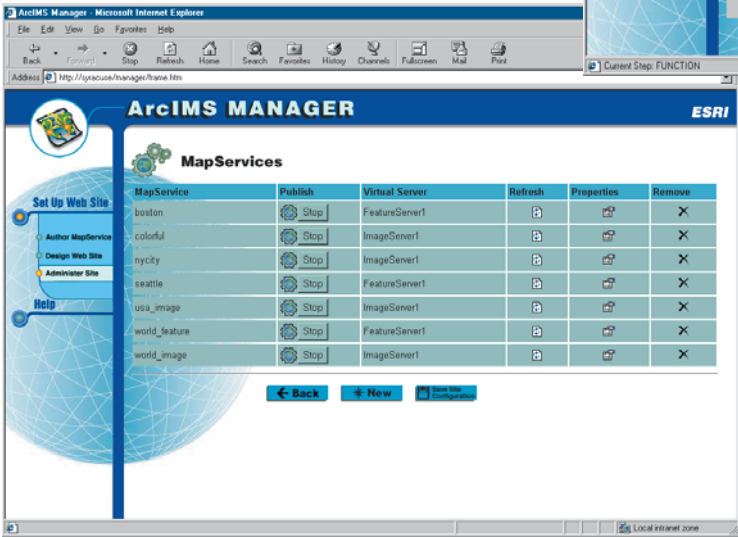 ArcIMS Manager - Microsoft Internet Explorer
File Edit View Go Favorites Help
Back Forward Stop Refresh Home Search Favorites History Channels Fullscreen Mail Print
Current Step: FUNCTION
Address http://syracuse/manager/frame.htm
ArcIMS MANAGER
ESRI
MapServices
Set Up Web Site
Author MapService
Design Web Site
Administer Site
Help
MapService Publish Virtual Server Refresh Properties Remove
boston Stop FeatureServer1
colorful Stop ImageServer1
nycity Stop ImageServer1
seattle Stop FeatureServer1
usa_image Stop ImageServer1
world_feature Stop FeatureServer1
world_image Stop ImageServer1
Back New Save Site Configuration
Local intranet zone